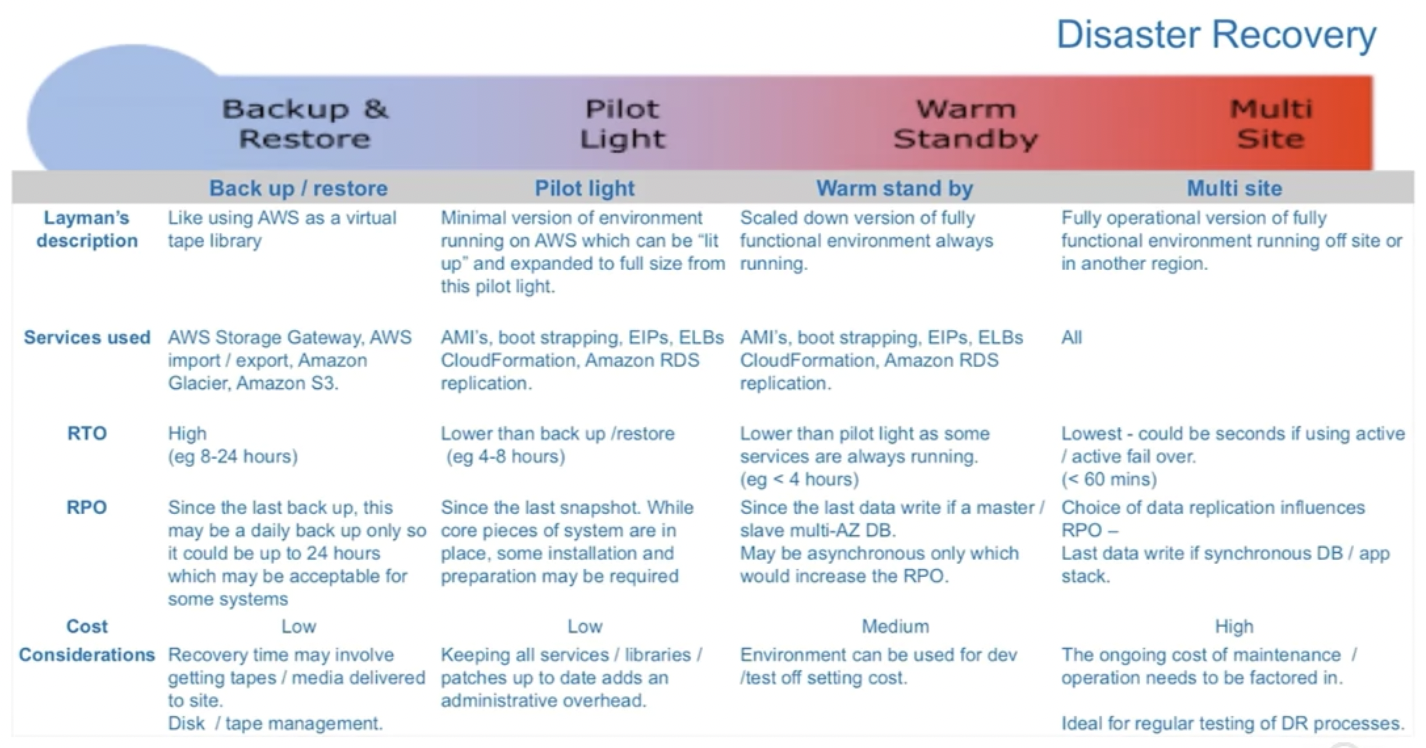 Disaster Recovery
Backup &
Restore
Pilot
Light
Warm
Standby
Multi
Site
Back up / restore
Pilot light
Warm stand by
Multi site
Layman's
description
Like using AWS as a virtual
tape library
Minimal version of environment
running on AWS which can be “lit
up” and expanded to full size from
this pilot light.
Scaled down version of fully
functional environment always
running.
Fully operational version of fully
functional environment running off site or
in another region.
Services used
AWS Storage Gateway, AWS
import / export, Amazon
Glacier, Amazon S3.
AMI's, boot strapping, EIPs, ELBs
CloudFormation, Amazon RDS
replication.
AMI's, boot strapping, EIPs, ELBs
CloudFormation, Amazon RDS
replication.
All
RTO
High
(eg 8-24 hours)
Lower than back up /restore
(eg 4-8 hours)
Lower than pilot light as some
services are always running.
(eg < 4 hours)
Lowest - could be seconds if using active
/ active fail over.
(< 60 mins)
RPO
Since the last back up, this
may be a daily back up only so
it could be up to 24 hours
which may be acceptable for
some systems
Since the last snapshot. While
core pieces of system are in
place, some installation and
preparation may be required
Since the last data write if a master /
slave multi-AZ DB.
May be asynchronous only which
would increase the RPO.
Choice of data replication influences
RPO –
Last data write if synchronous DB / app
stack.
Cost
Low
Low
Medium
High
Considerations
Recovery time may involve
getting tapes / media delivered
to site.
Disk / tape management.
Keeping all services / libraries /
patches up to date adds an
administrative overhead.
Environment can be used for dev
/test off setting cost.
The ongoing cost of maintenance /
operation needs to be factored in.
Ideal for regular testing of DR processes.